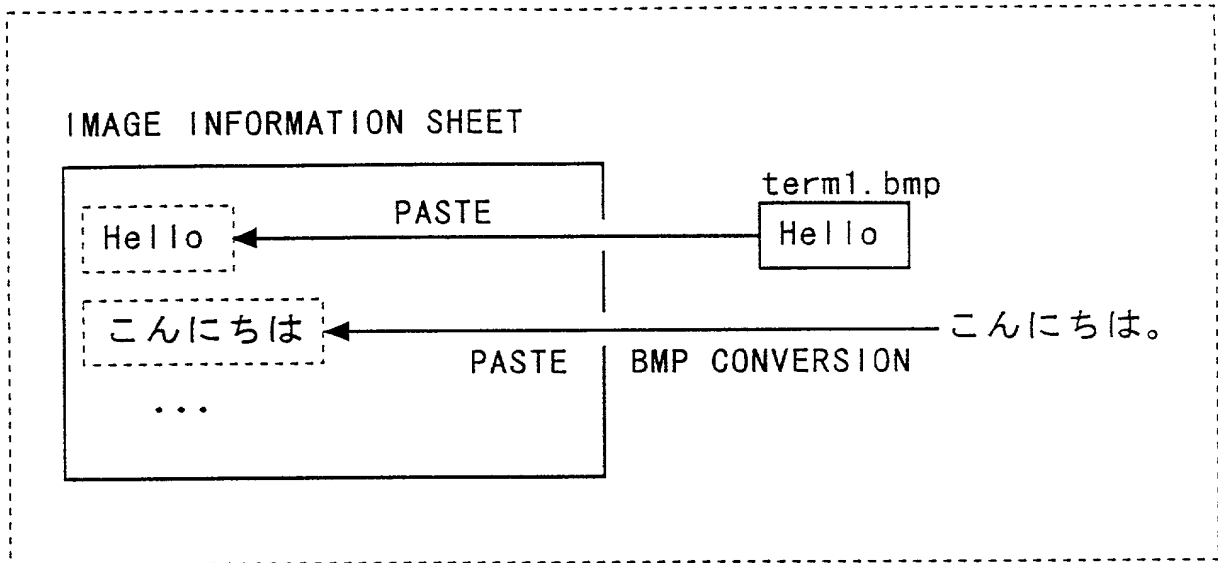 IMAGE INFORMATION SHEET
term1.bmp
Hello
PASTE
Hello
こんにちは
こんにちは。
PASTE
BMP CONVERSION
...